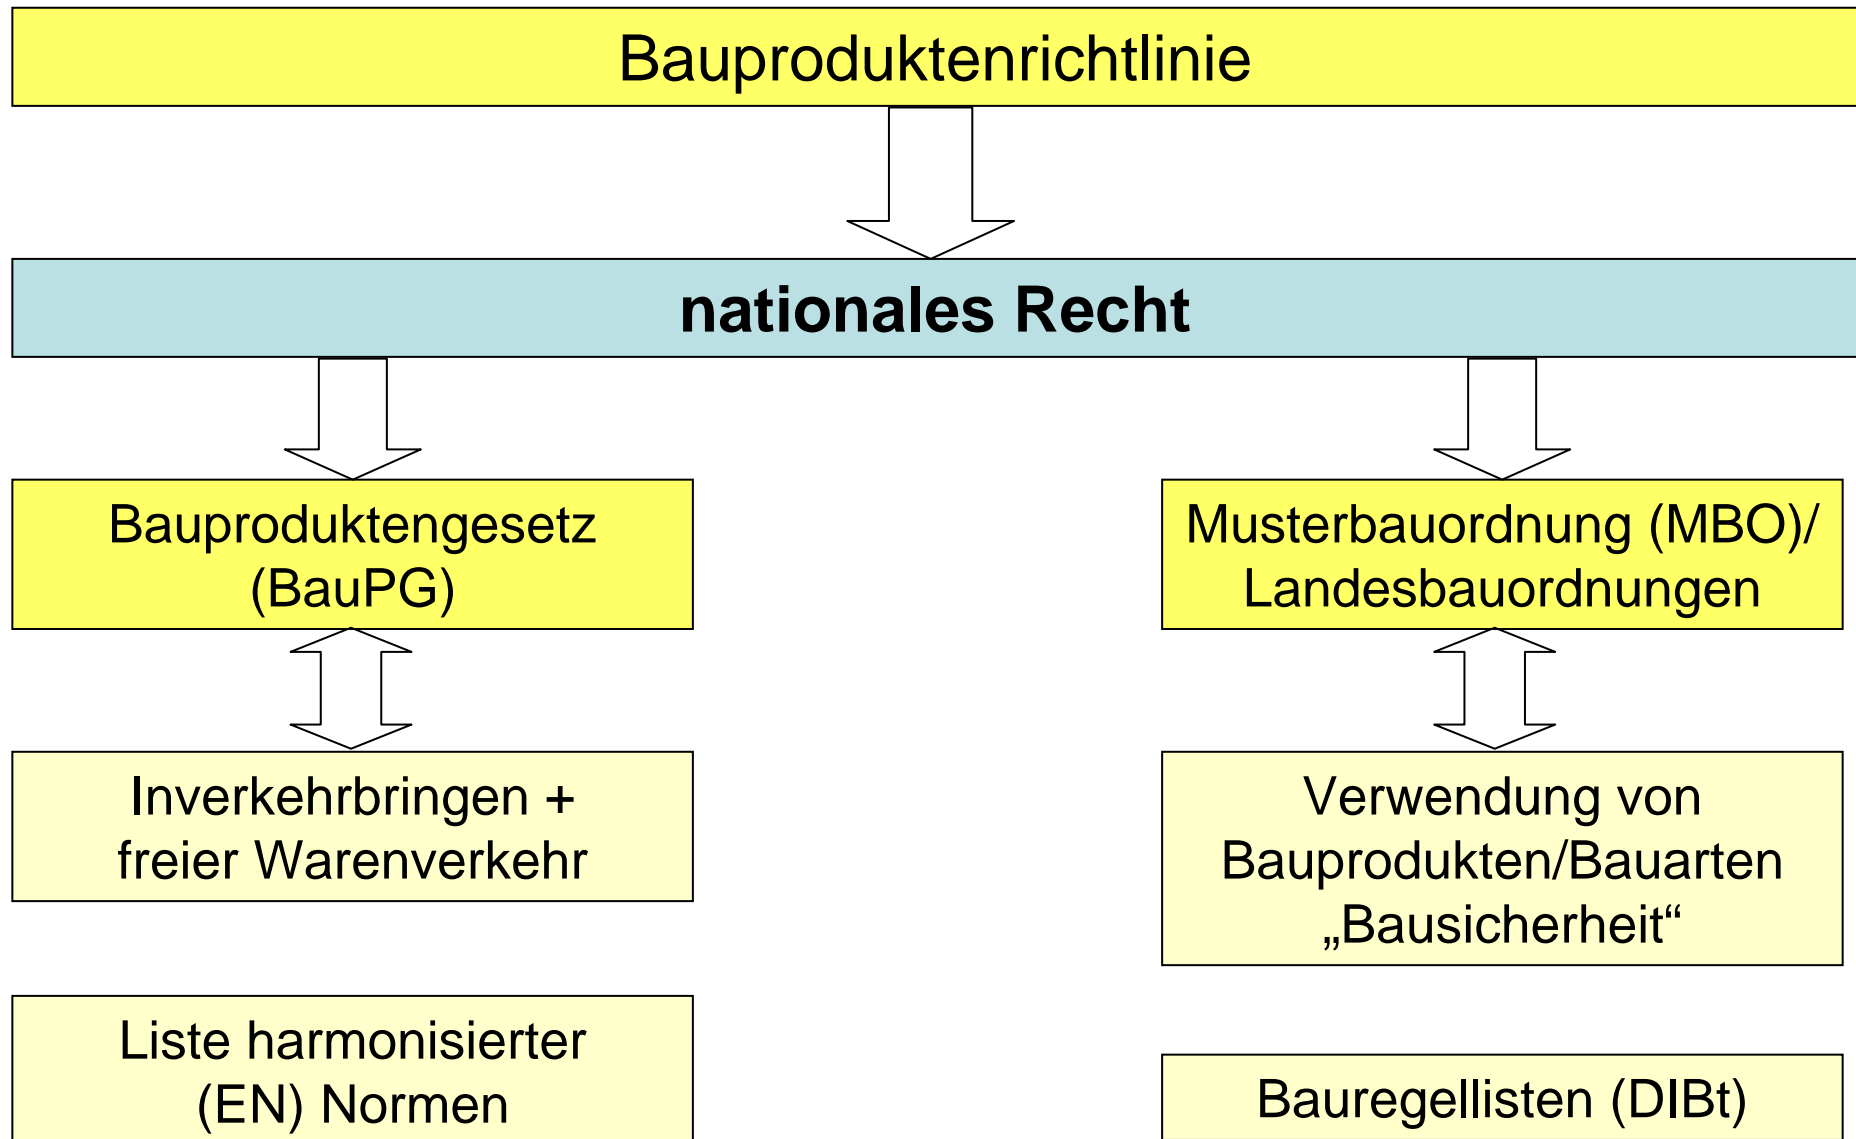 Bauproduktenrichtlinie
nationales Recht
Bauproduktengesetz
(BauPG)
Musterbauordnung (MBO)/
Landesbauordnungen
Inverkehrbringen +
freier Warenverkehr
Verwendung von
Bauprodukten/Bauarten
„Bausicherheit“
Liste harmonisierter
(EN) Normen
Bauregellisten (DIBt)